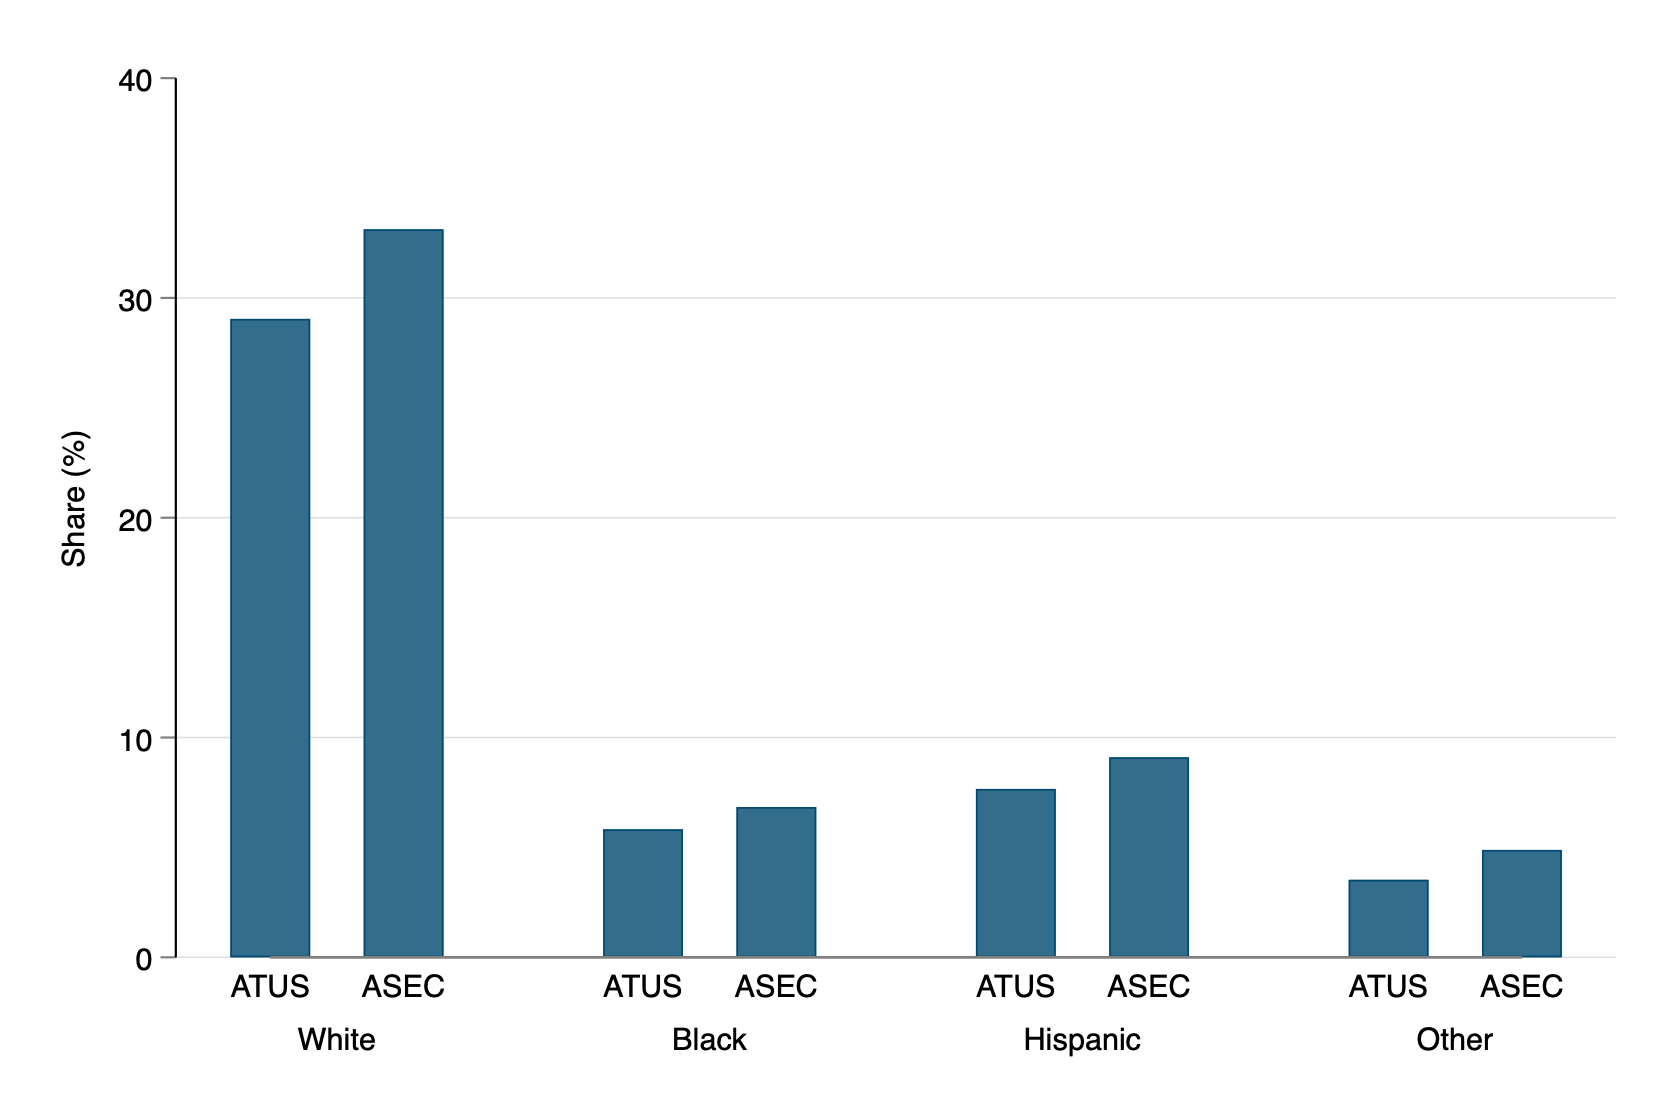 Share (%)
40
30
20
10
0
ATUS ASEC ATUS ASEC ATUS ASEC ATUS ASEC
White Black Hispanic Other